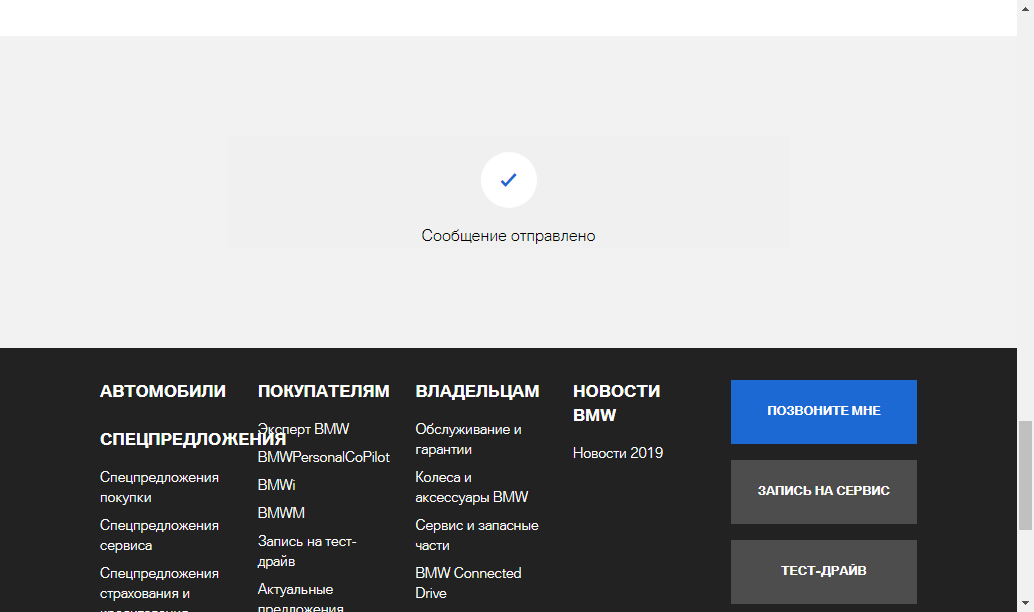 Сообщение отправлено
АВТОМОБИЛИ
СПЕЦПРЕДЛОЖЕНИЯ
Спецпредложения
покупки
Спецпредложения
сервиса
Спецпредложения
страхования и
кредитования
ПОКУПАТЕЛЯМ
Эксперт BMW
BMWPersonalCoPilot
BMWi
BMWM
Запись на тест-
драйв
Актуальные
предложения
ВЛАДЕЛЬЦАМ
Обслуживание и
гарантии
Колеса и
аксессуары BMW
Сервис и запасные
части
BMW Connected
Drive
НОВОСТИ
BMW
Новости 2019
ПОЗВОНИТЕ МНЕ
ЗАПИСЬ НА СЕРВИС
ТЕСТ-ДРАЙВ